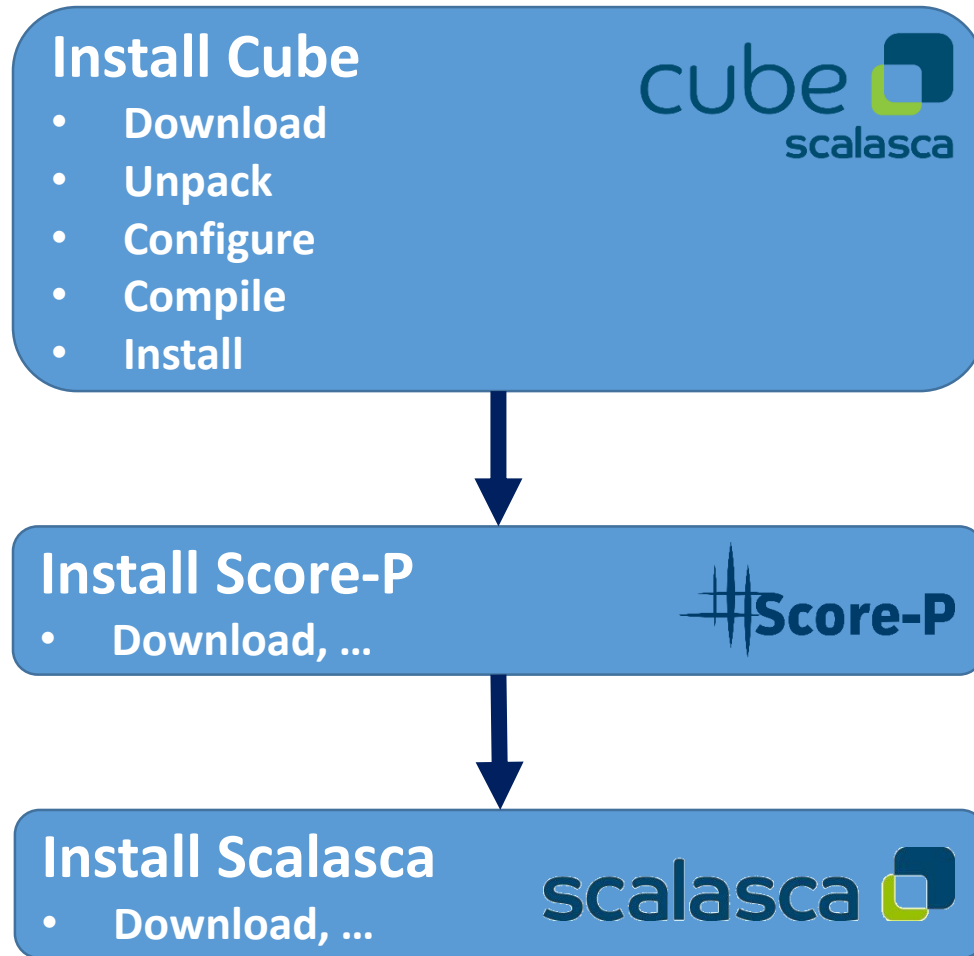 Install Cube
cube
scalasca
• Download
• Unpack
• Configure
• Compile
• Install
Install Score-P
Score-P
• Download, ...
Install Scalasca
scalasca
• Download, ...